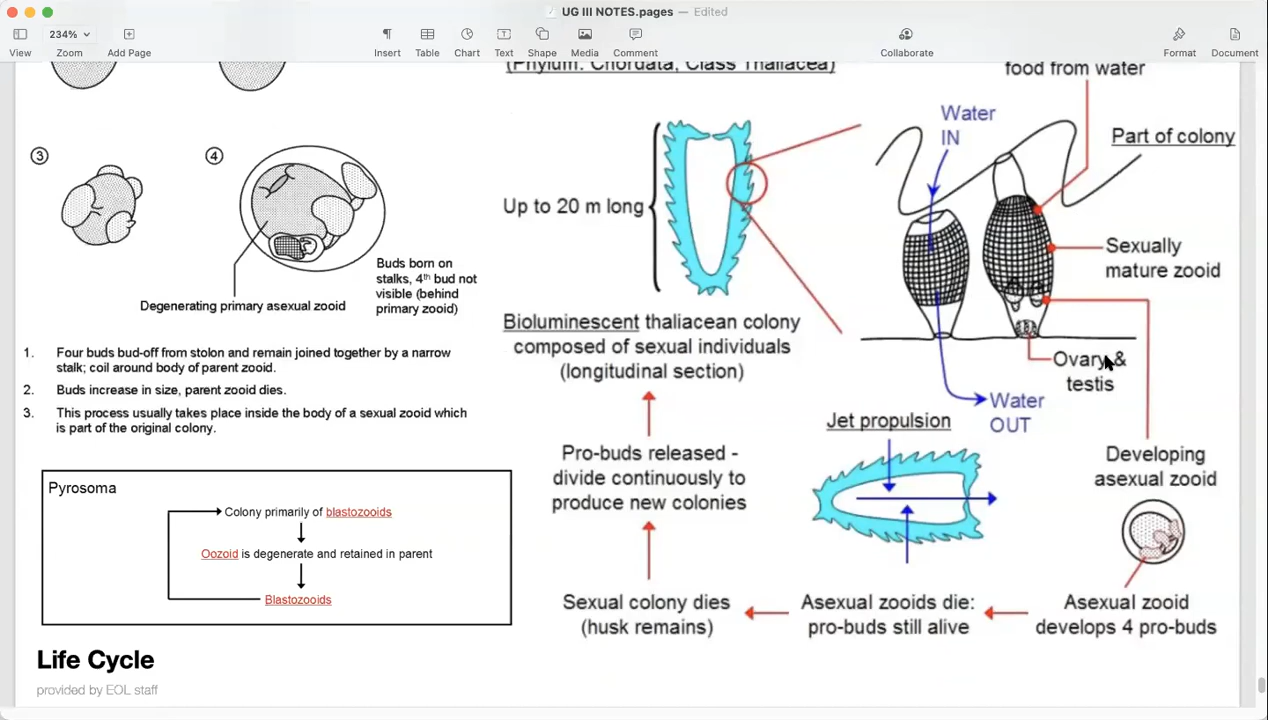 UG III NOTES.pages — Edited
234%
View
Zoom
Add Page
Insert
Table
Chart
Text
Shape
Media
Comment
Collaborate
Format
Document
(Phylum: Chordata, Class Thaliacea)
food from water
3
4
Degenerating primary asexual zooid
Buds born on
stalks, 4th bud not
visible (behind
primary zooid)
1. Four buds bud-off from stolon and remain joined together by a narrow
stalk; coil around body of parent zooid.
2. Buds increase in size, parent zooid dies.
3. This process usually takes place inside the body of a sexual zooid which
is part of the original colony.
Pyrosoma
Colony primarily of blastozooids
Oozoid is degenerate and retained in parent
Blastozooids
Life Cycle
provided by EOL staff
Up to 20 m long
Bioluminescent thaliacean colony
composed of sexual individuals
(longitudinal section)
Pro-buds released -
divide continuously to
produce new colonies
Sexual colony dies
(husk remains)
Water
IN
Part of colony
Sexually
mature zooid
Ovary &
testis
Water
OUT
Jet propulsion
Developing
asexual zooid
Asexual zooids die:
pro-buds still alive
Asexual zooid
develops 4 pro-buds